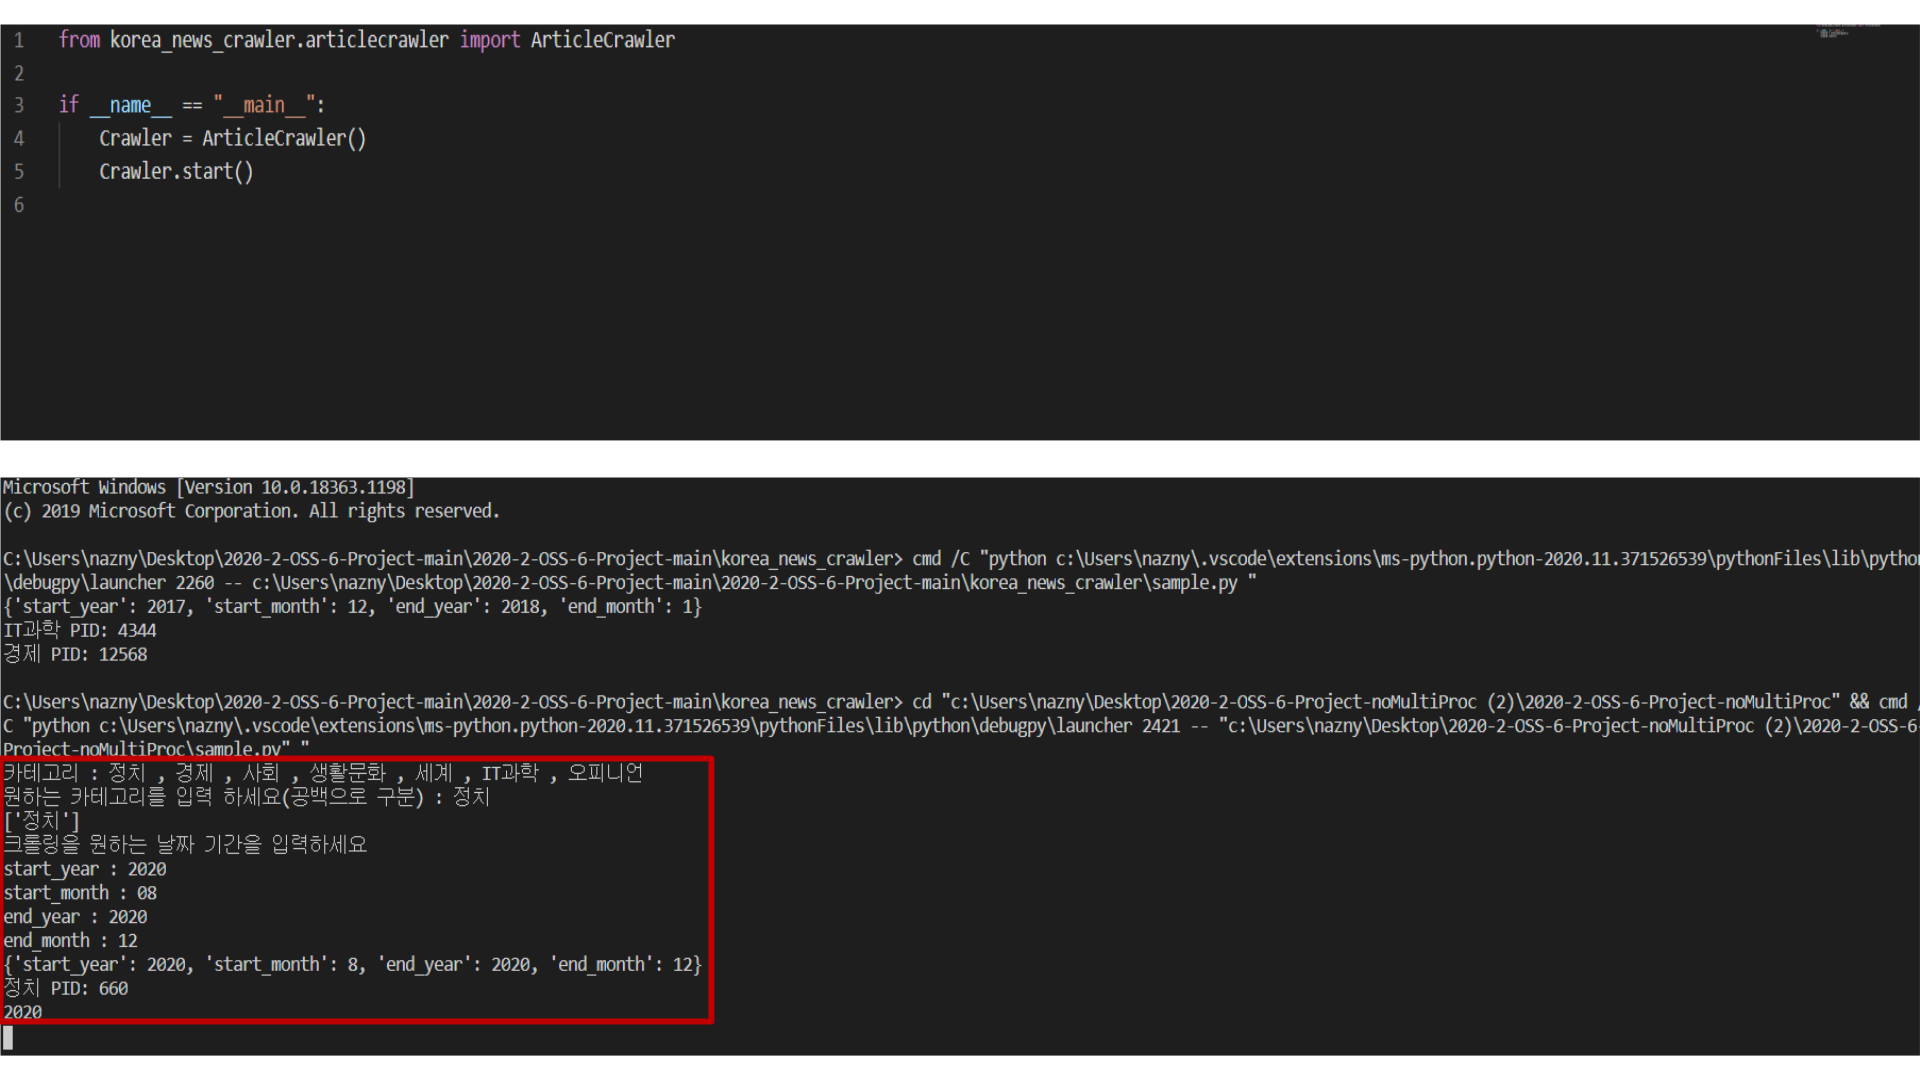 1 from korea_news_crawler.articlecrawler import ArticleCrawler
2
3 if __name__ == "__main__":
4 Crawler = ArticleCrawler()
5 Crawler.start()
6
Microsoft Windows [Version 10.0.18363.1198]
(c) 2019 Microsoft Corporation. All rights reserved.
C:\Users\nazny\Desktop\2020-2-OSS-6-Project-main\2020-2-OSS-6-Project-main\korea_news_crawler> cmd /C "python c:\Users\nazny\.vscode\extensions\ms-python.python-2020.11.371526539\pythonFiles\lib\pytho
\debugpy\launcher 2260 -- c:\Users\nazny\Desktop\2020-2-OSS-6-Project-main\2020-2-OSS-6-Project-main\korea_news_crawler\sample.py "
{'start_year': 2017, 'start_month': 12, 'end_year': 2018, 'end_month': 1}
IT과학 PID: 4344
경제 PID: 12568
C:\Users\nazny\Desktop\2020-2-OSS-6-Project-main\2020-2-OSS-6-Project-main\korea_news_crawler> cd "c:\Users\nazny\Desktop\2020-2-OSS-6-Project-noMultiProc (2)\2020-2-OSS-6-Project-noMultiProc" && cmd /
C "python c:\Users\nazny\.vscode\extensions\ms-python.python-2020.11.371526539\pythonFiles\lib\python\debugpy\launcher 2421 -- "c:\Users\nazny\Desktop\2020-2-OSS-6-Project-noMultiProc (2)\2020-2-OSS-6-
Project-noMultiProc\sample.py" "
카테고리 : 정치 , 경제 , 사회 , 생활문화 , 세계 , IT과학 , 오피니언
원하는 카테고리를 입력 하세요(공백으로 구분) : 정치
['정치']
크롤링을 원하는 날짜 기간을 입력하세요
start_year : 2020
start_month : 08
end_year : 2020
end_month : 12
{'start_year': 2020, 'start_month': 8, 'end_year': 2020, 'end_month': 12}
정치 PID: 660
2020